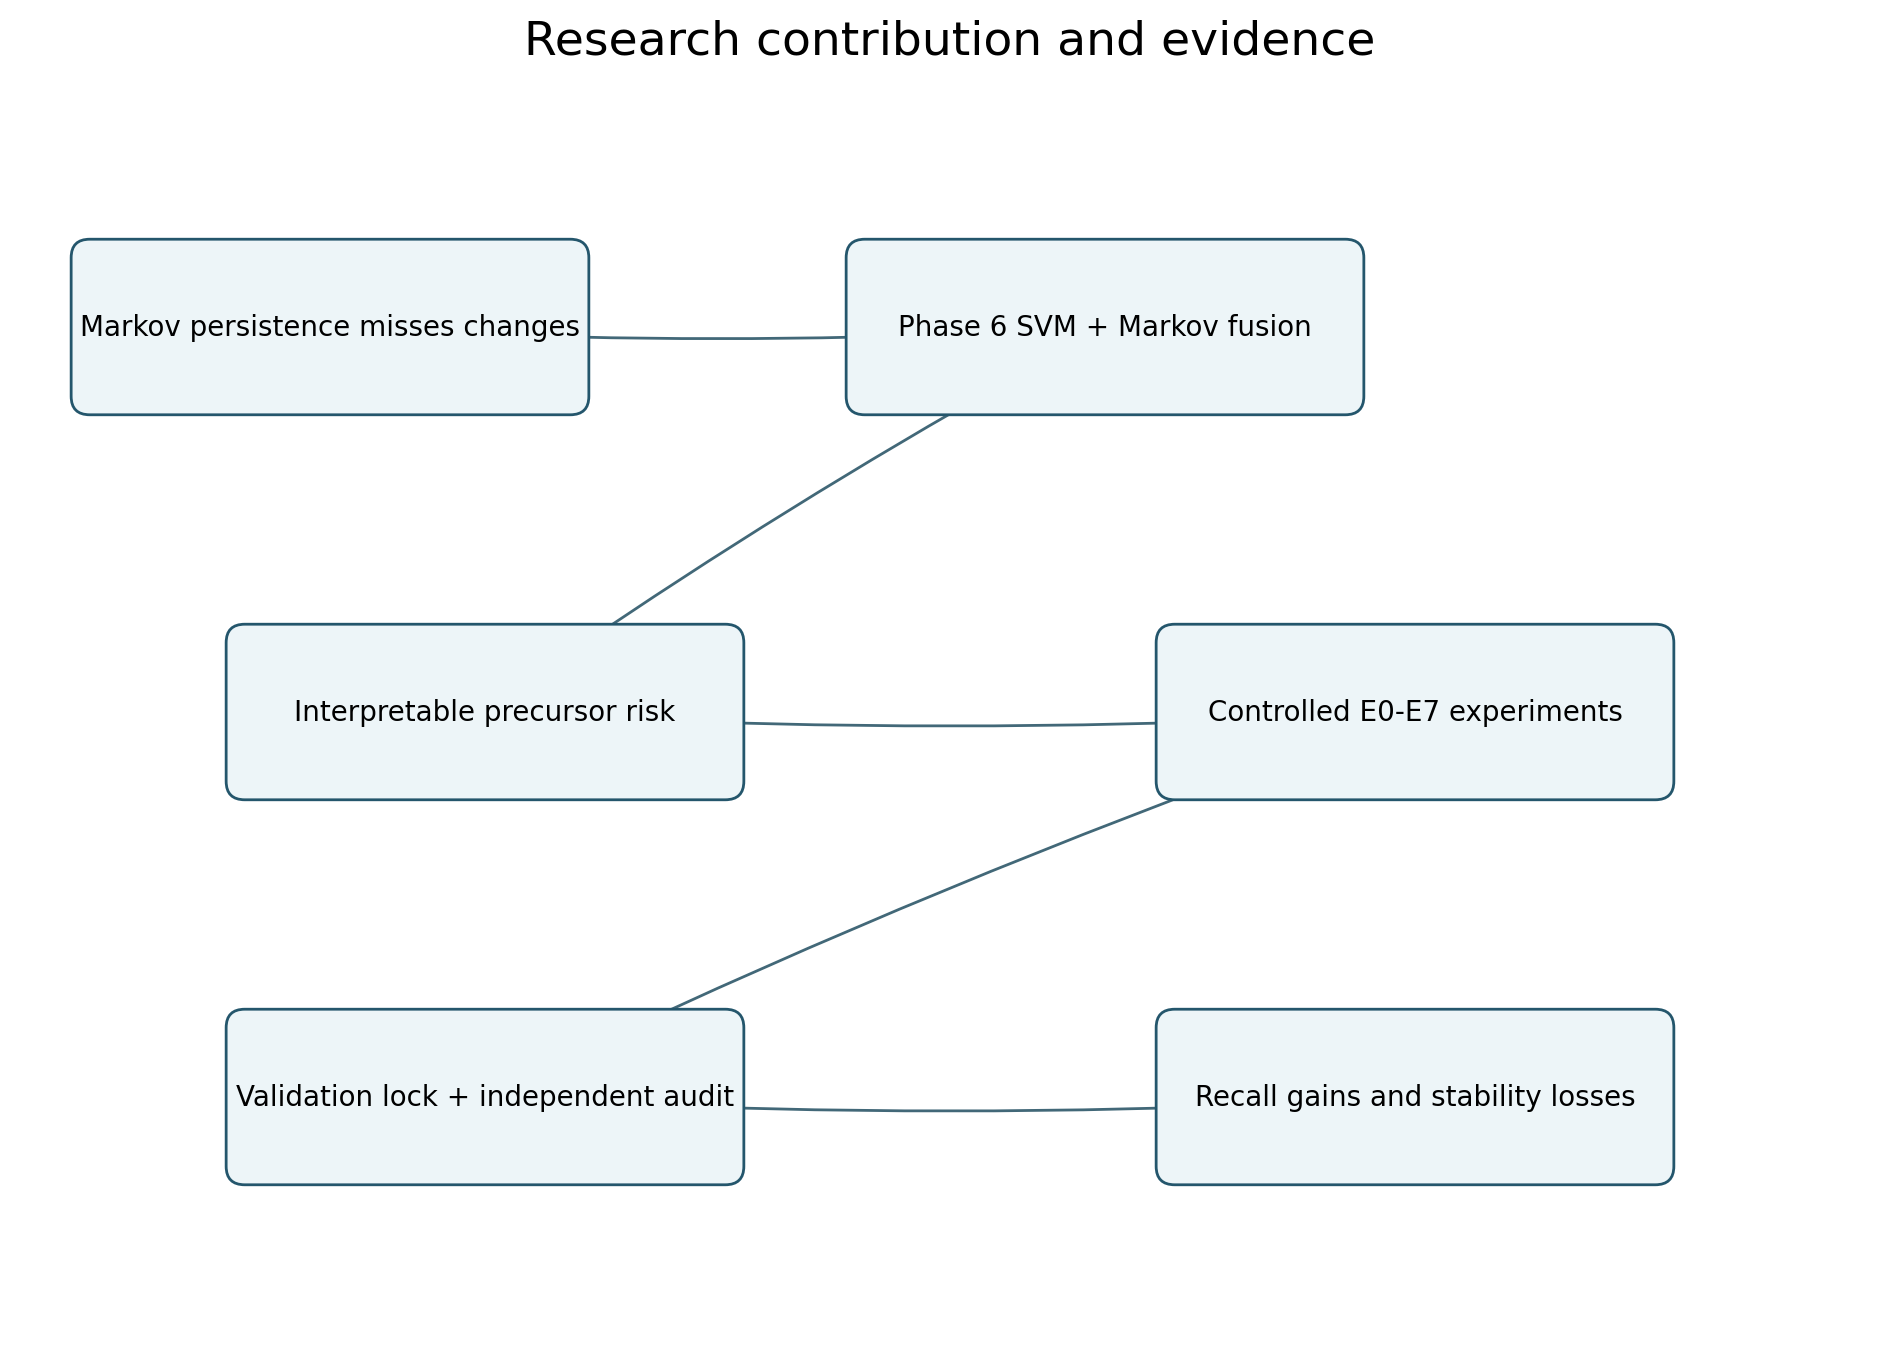 Research contribution and evidence
Markov persistence misses changes
Phase 6 SVM + Markov fusion
Interpretable precursor risk
Controlled E0-E7 experiments
Validation lock + independent audit
Recall gains and stability losses